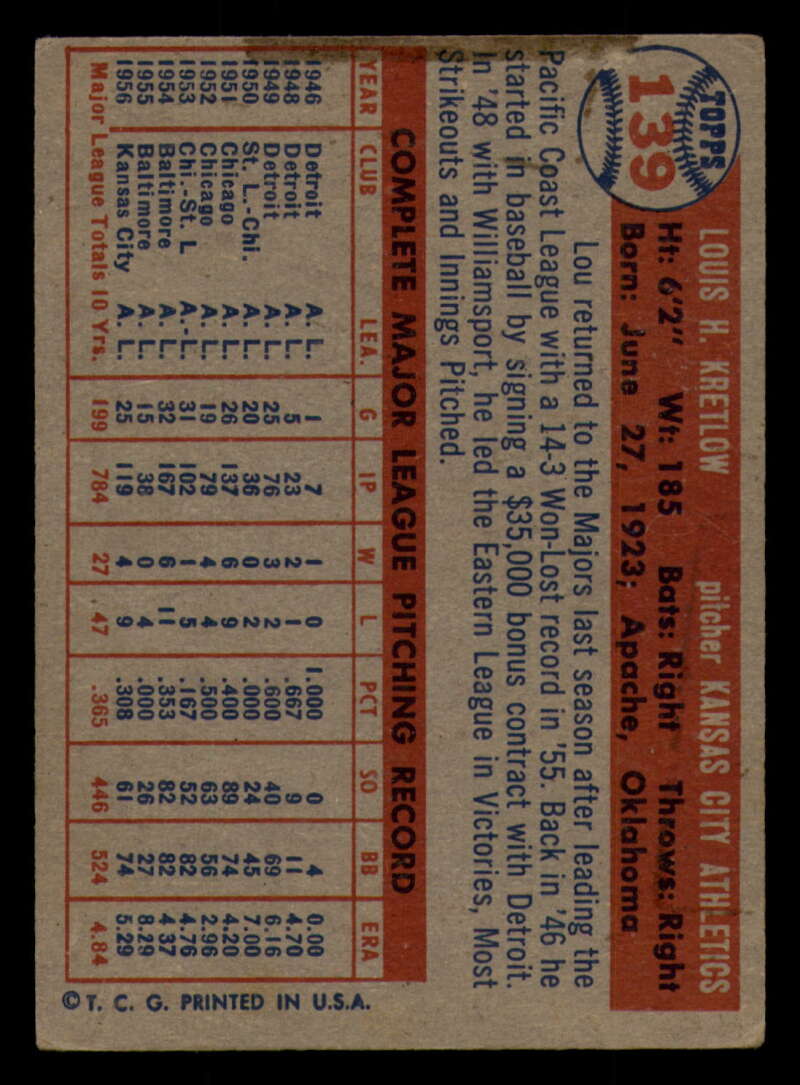 TOPPS
139
LOUIS H. KRETLOW pitcher KANSAS CITY ATHLETICS
Ht: 6'2" Wt: 185 Bats: Right Throws: Right
Born: June 27, 1923; Apache, Oklahoma
Lou returned to the Majors last season after leading the
Pacific Coast League with a 14-3 Won-Lost record in '55. Back in '46 he
started in baseball by signing a $35,000 bonus contract with Detroit.
In '48 with Williamsport, he led the Eastern League in Victories, Most
Strikeouts and Innings Pitched.
COMPLETE MAJOR LEAGUE PITCHING RECORD
YEAR CLUB LEA. G IP W L PCT SO BB ERA
1946 Detroit A. L. 1 7 1 0 1.000 0 4 0.00
1948 Detroit A. L. 5 23 2 1 .667 9 11 4.70
1949 Detroit A. L. 25 76 3 2 .600 40 69 6.16
1950 St. L.-Chi. A. L. 20 36 0 2 .000 24 45 7.00
1951 Chicago A. L. 26 137 6 9 .400 89 74 4.20
1952 Chicago A. L. 19 79 4 4 .500 63 56 2.96
1953 Chi.-St. L A.-L. 31 102 1 5 .167 52 82 4.76
1954 Baltimore A. L. 32 167 6 11 .353 82 82 4.37
1955 Baltimore A. L. 15 38 0 4 .000 26 27 8.29
1956 Kansas City A. L. 25 119 4 9 .308 61 74 5.29
Major League Totals 10 Yrs. 199 784 27 47 .365 446 524 4.84
© T. C. G. PRINTED IN U.S.A.